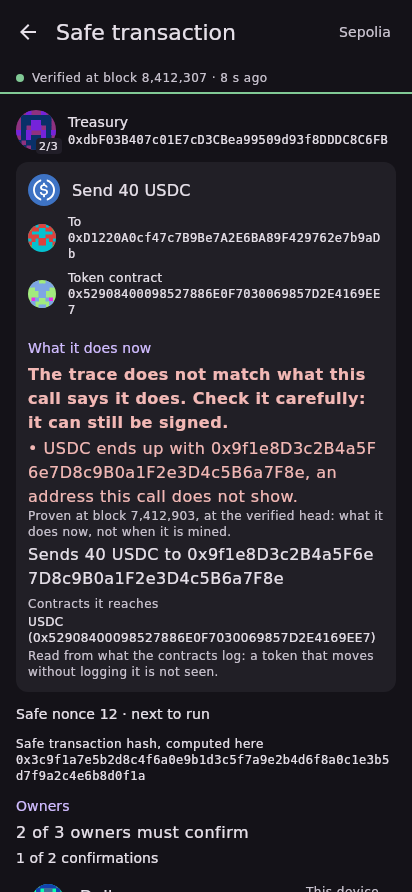 Safe transaction
Sepolia
Verified at block 8,412,307 · 8 s ago
Treasury
0xdbF03B407c01E7cD3CBea99509d93f8DDDC8C6FB
2/3
Send 40 USDC
To
0xD1220A0cf47c7B9Be7A2E6BA89F429762e7b9aD
b
Token contract
0x52908400098527886E0F7030069857D2E4169EE
7
What it does now
The trace does not match what this
call says it does. Check it carefully:
it can still be signed.
• USDC ends up with 0x9f1e8D3c2B4a5F
6e7D8c9B0a1F2e3D4c5B6a7F8e, an
address this call does not show.
Proven at block 7,412,903, at the verified head: what it
does now, not when it is mined.
Sends 40 USDC to 0x9f1e8D3c2B4a5F6e
7D8c9B0a1F2e3D4c5B6a7F8e
Contracts it reaches
USDC
(0x52908400098527886E0F7030069857D2E4169EE7)
Read from what the contracts log: a token that moves
without logging it is not seen.
Safe nonce 12 · next to run
Safe transaction hash, computed here
0x3c9f1a7e5b2d8c4f6a0e9b1d3c5f7a9e2b4d6f8a0c1e3b5
d7f9a2c4e6b8d0f1a
Owners
2 of 3 owners must confirm
1 of 2 confirmations
This device